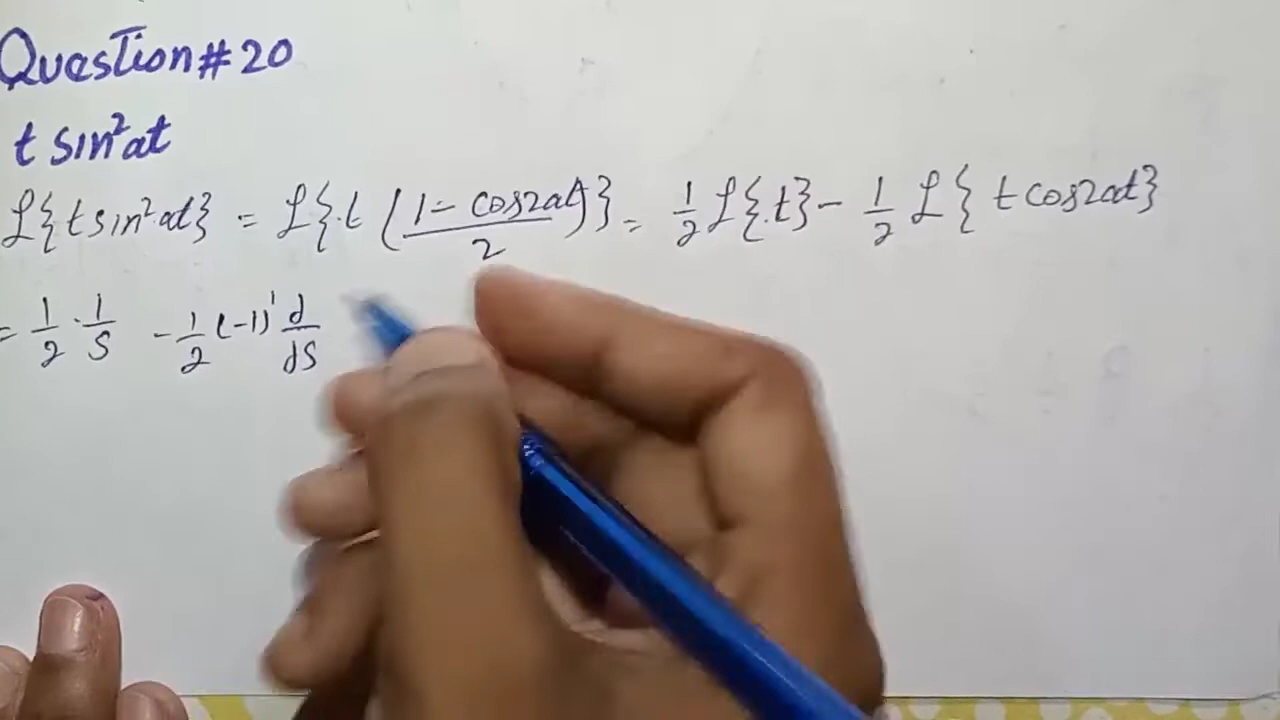 Question#20
t sin²at
ℒ{t sin²at} = ℒ{t (1-cos2at)/2)} = 1/2 ℒ{t} - 1/2 ℒ{t cos2at}
= 1/2 · 1/S - 1/2 (-1)¹ d/dS